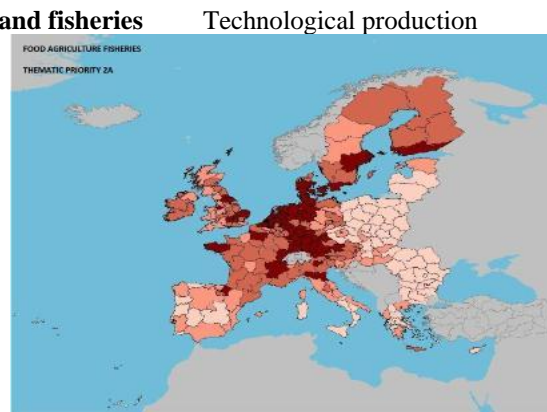 and fisheries Technological production
FOOD AGRICULTURE FISHERIES
THEMATIC PRIORITY 2A